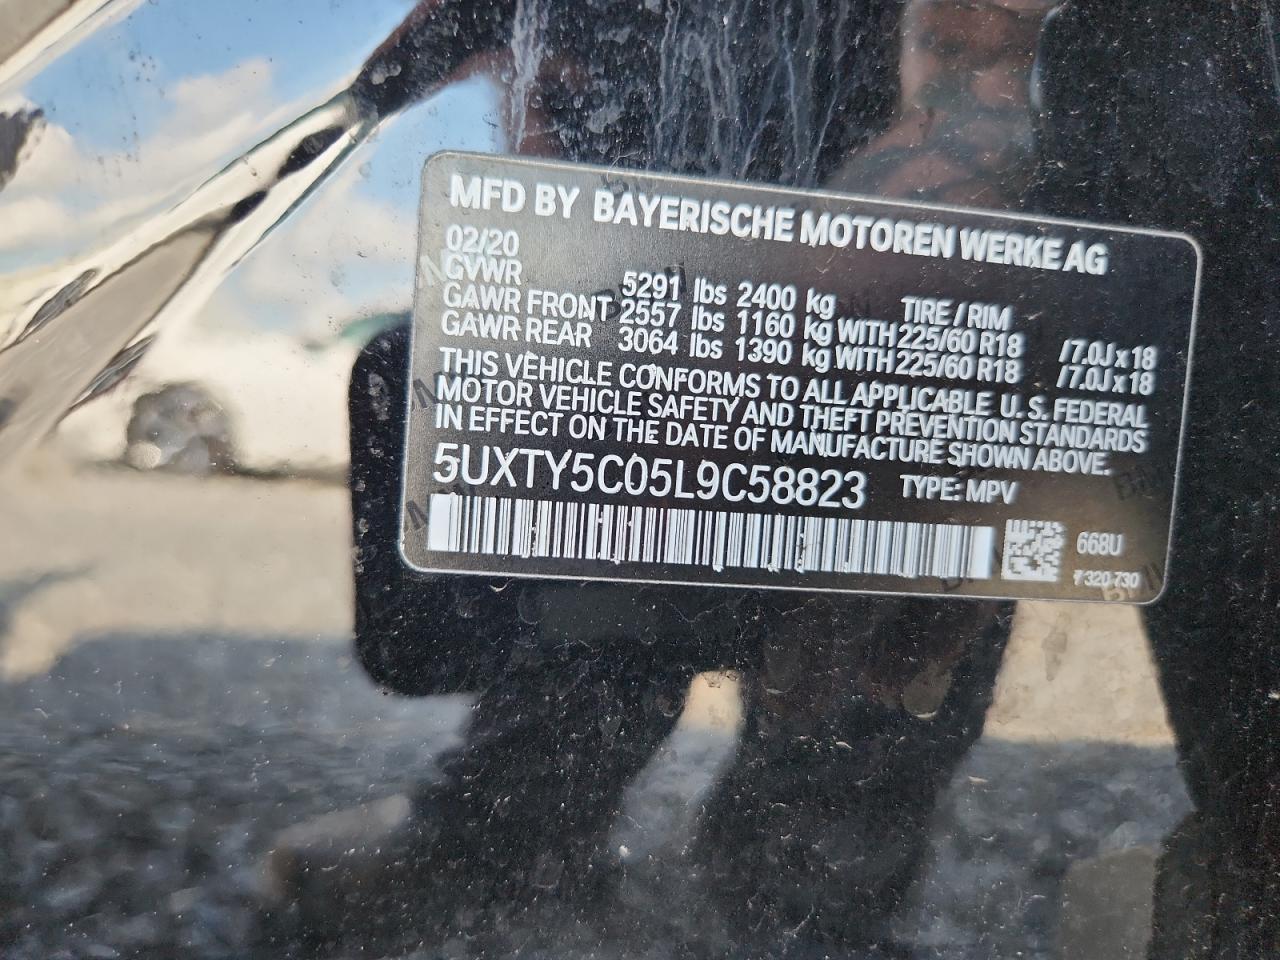 MFD BY BAYERISCHE MOTOREN WERKE AG
02/20
GVWR 5291 lbs 2400 kg TIRE / RIM
GAWR FRONT 2557 lbs 1160 kg WITH 225/60 R18 /7.0J x 18
GAWR REAR 3064 lbs 1390 kg WITH 225/60 R18 /7.0J x 18
THIS VEHICLE CONFORMS TO ALL APPLICABLE U. S. FEDERAL
MOTOR VEHICLE SAFETY AND THEFT PREVENTION STANDARDS
IN EFFECT ON THE DATE OF MANUFACTURE SHOWN ABOVE.
5UXTY5C05L9C58823 TYPE: MPV
668U
7 320 730